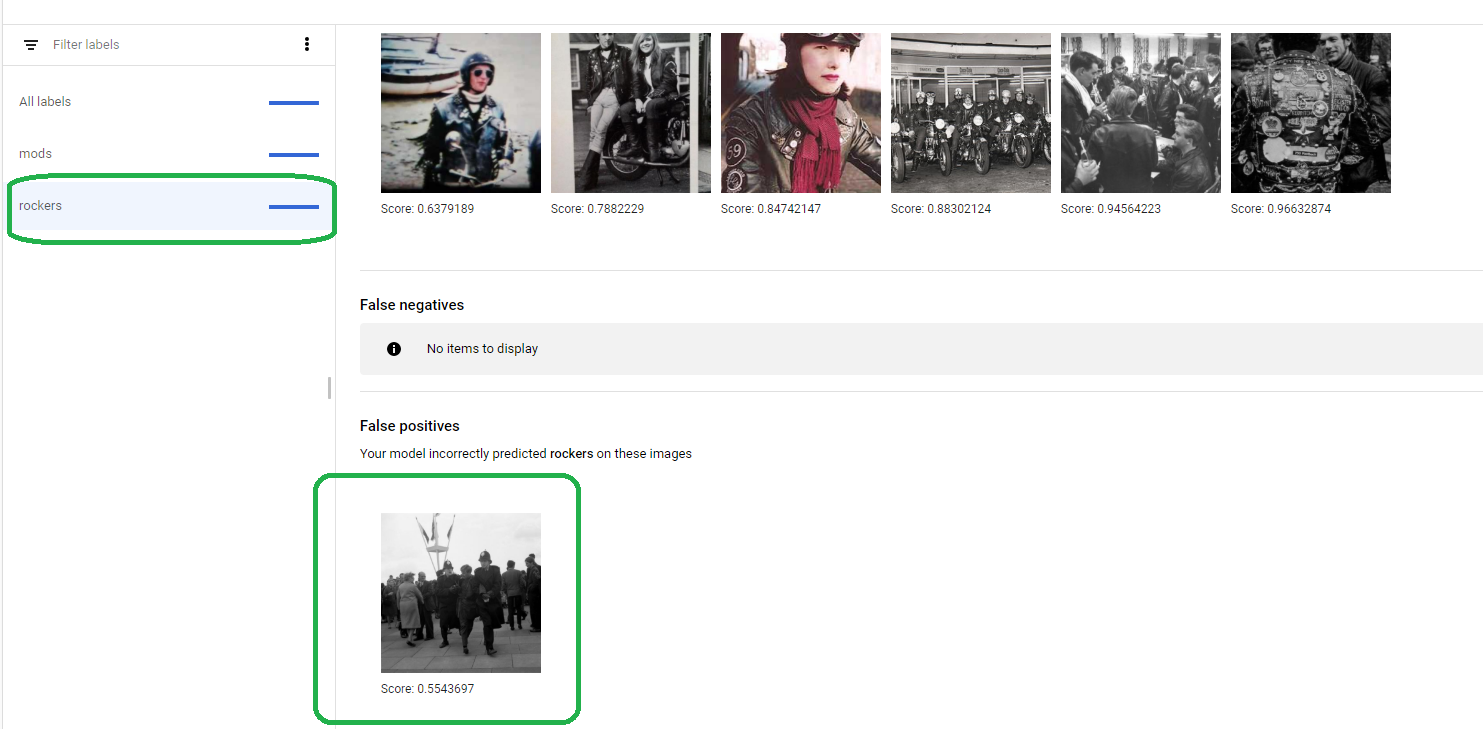 Filter labels
All labels
mods
rockers
59
Score: 0.6379189
Score: 0.7882229
Score: 0.84742147
Score: 0.88302124
Score: 0.94564223
Score: 0.96632874
False negatives
No items to display
False positives
Your model incorrectly predicted rockers on these images
Score: 0.5543697